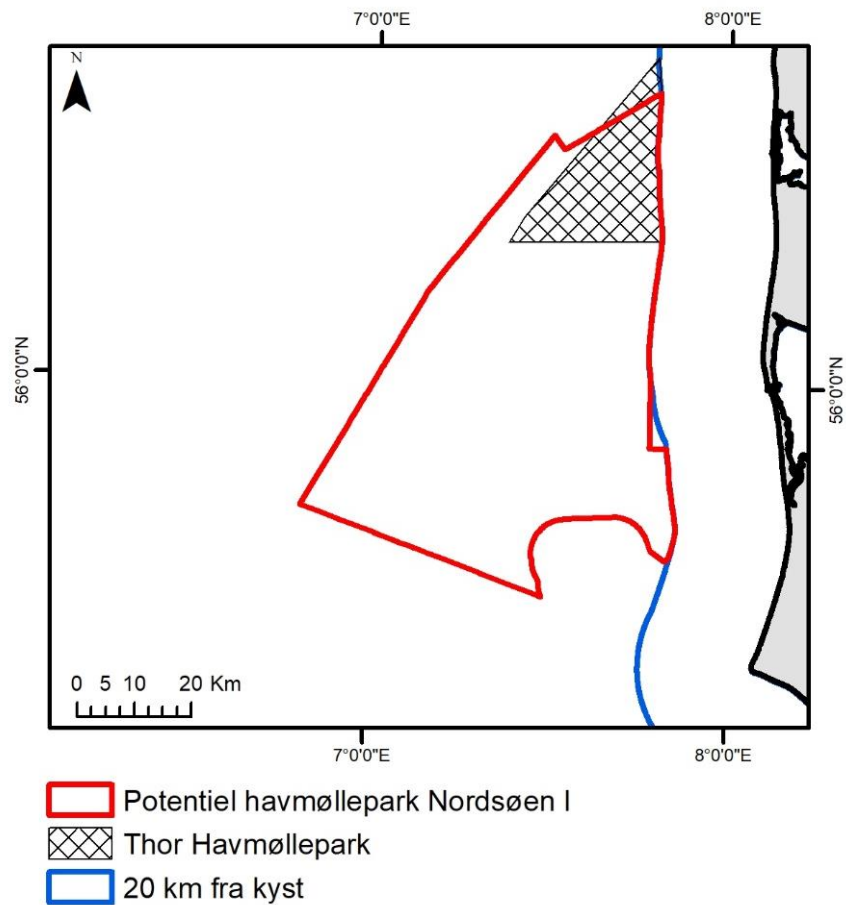 7°0'0"E 8°0'0"E
N
56°0'0"N 56°0'0"N
0 5 10 20 Km
7°0'0"E 8°0'0"E
Potentiel havmøllepark Nordsøen I
Thor Havmøllepark
20 km fra kyst